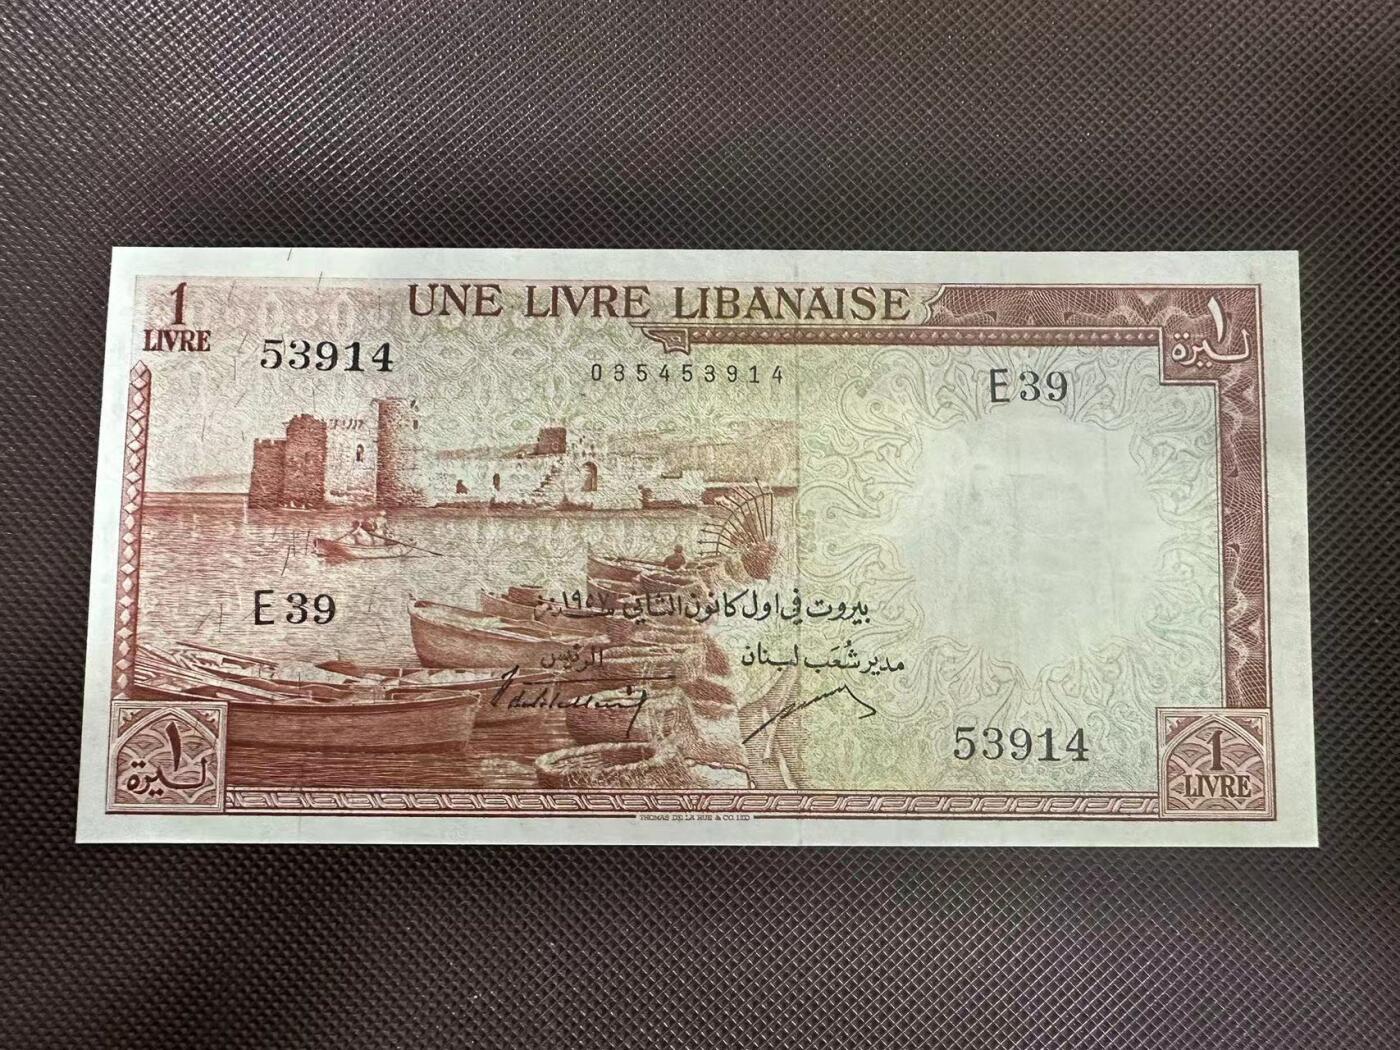 UNE LIVRE LIBANAISE
1
LIVRE
١
ليرة
53914
035453914
E39
E39
بيروت في اول كانون الثاني سنة ١٩٥٧
الرئيس
مدير شُعَب لبنان
53914
١
ليرة
1
LIVRE
THOMAS DE LA RUE & CO. LTD